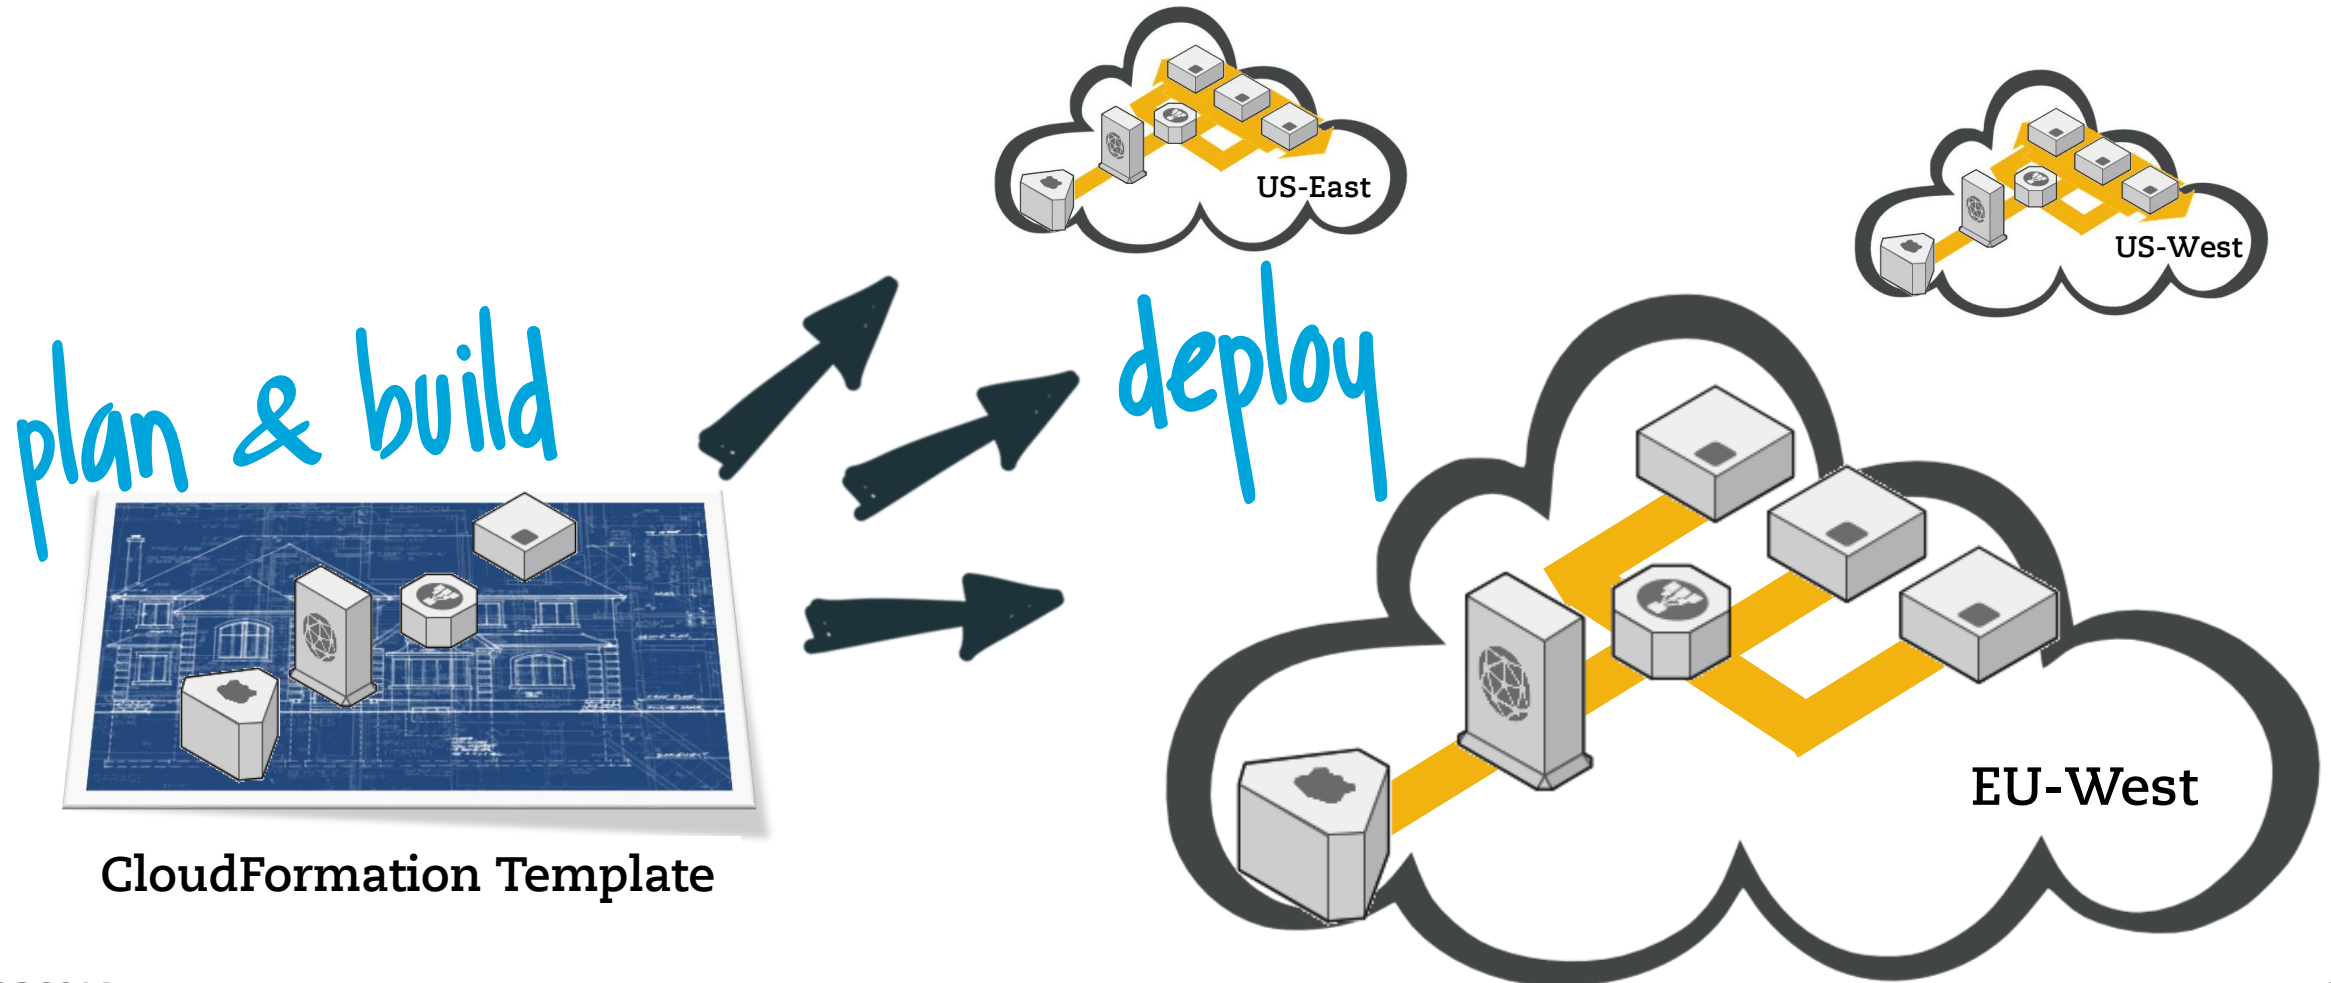 plan & build
deploy
US-East
US-West
EU-West
CloudFormation Template